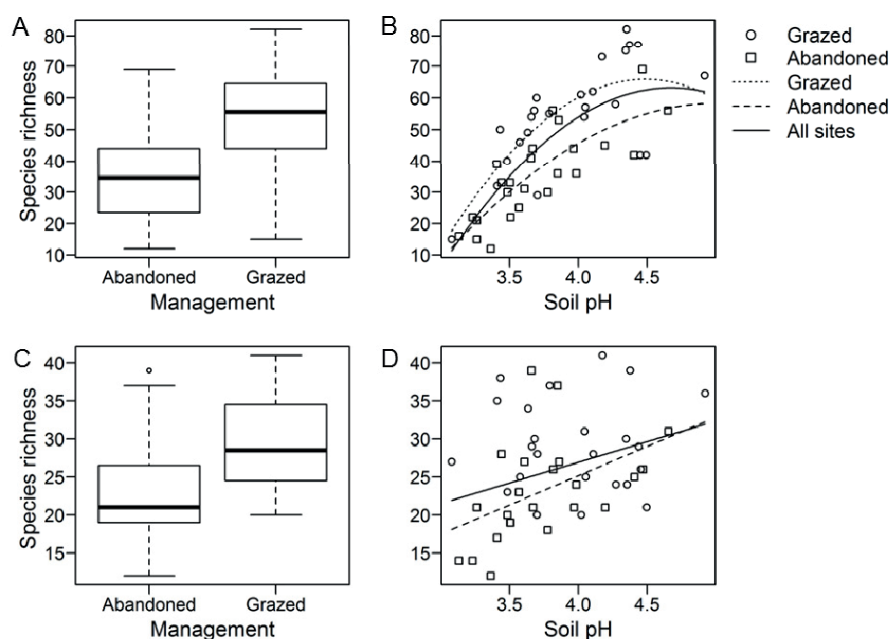 A
Species richness
80
70
60
50
40
30
20
10
Abandoned Grazed
Management
B
80
70
60
50
40
30
20
10
3.5 4.0 4.5
Soil pH
Grazed
Abandoned
Grazed
Abandoned
All sites
C
Species richness
40
35
30
25
20
15
Abandoned Grazed
Management
D
40
35
30
25
20
15
3.5 4.0 4.5
Soil pH